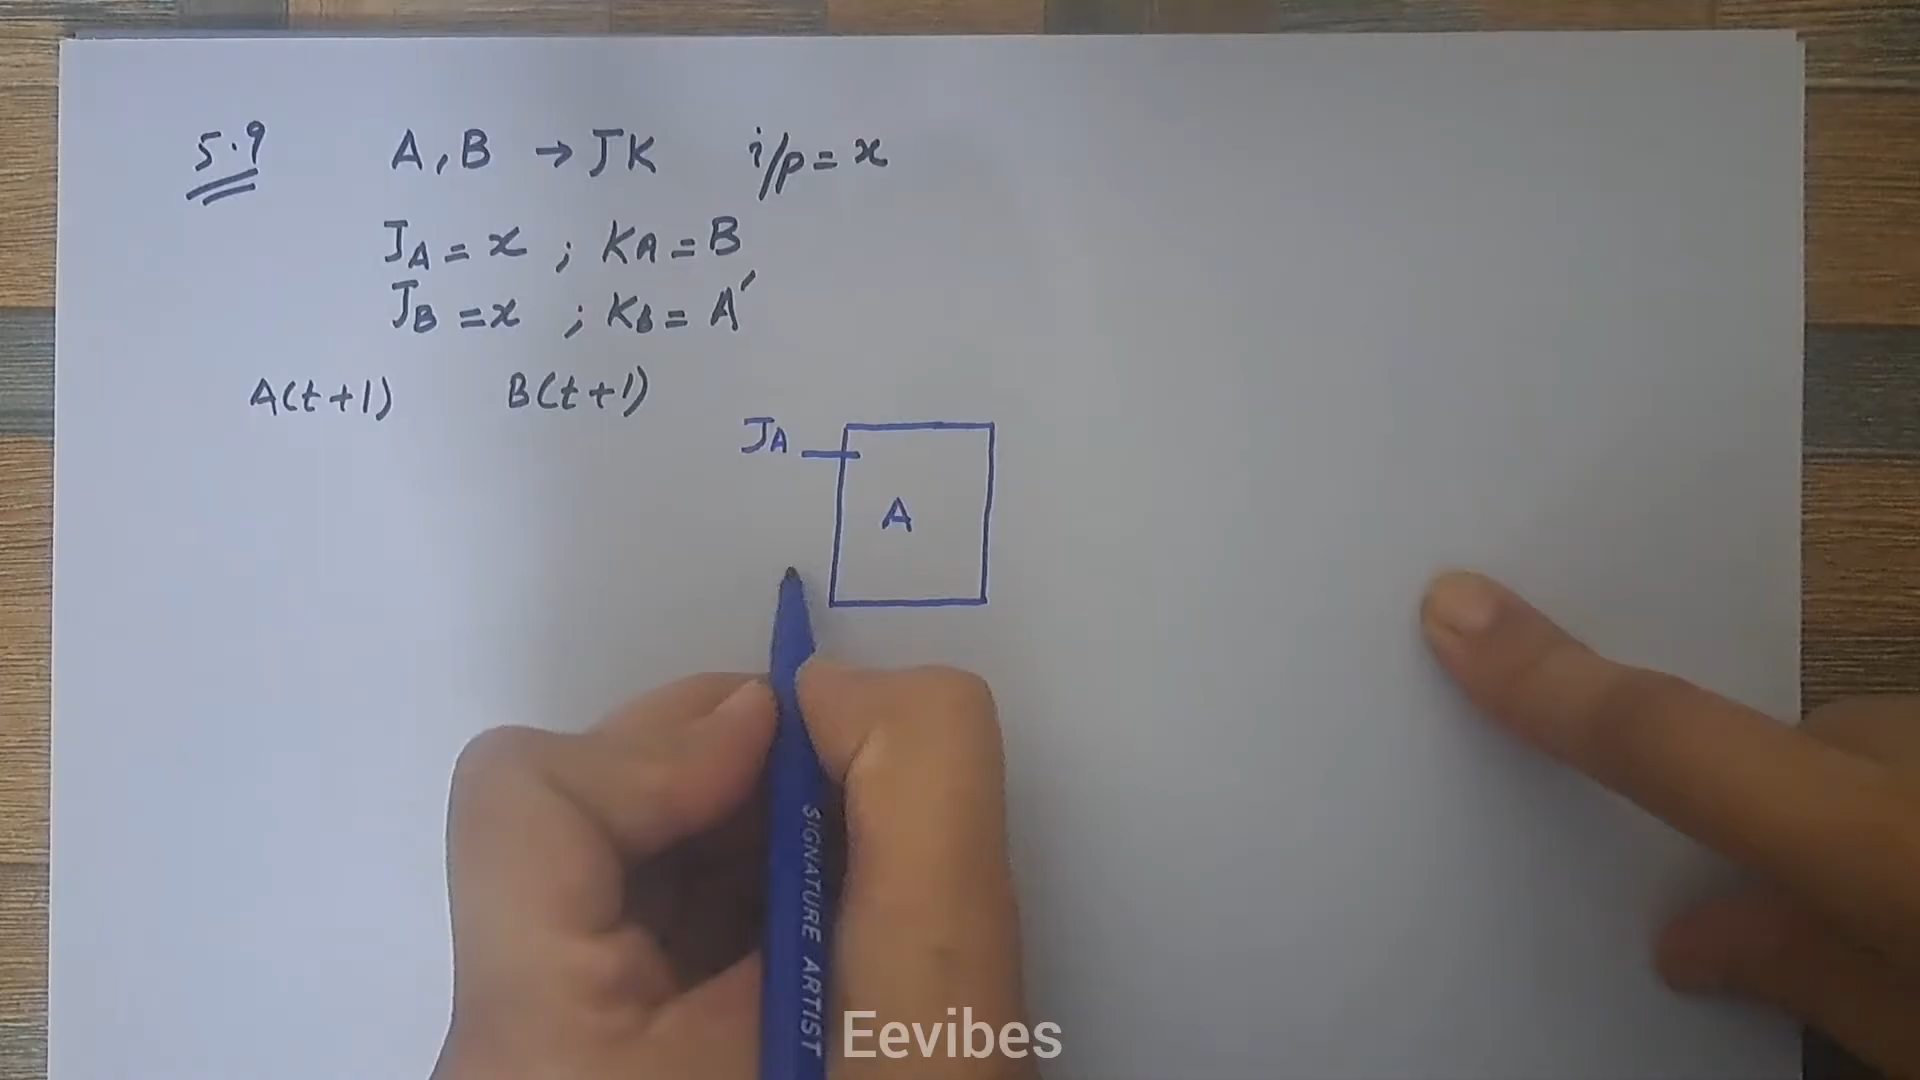 5.9 A,B → JK i/p = x
JA = x ; KA = B
JB = x ; KB = A'
A(t+1) B(t+1)
JA
A
SIGNATURE ARTIST
Eevibes